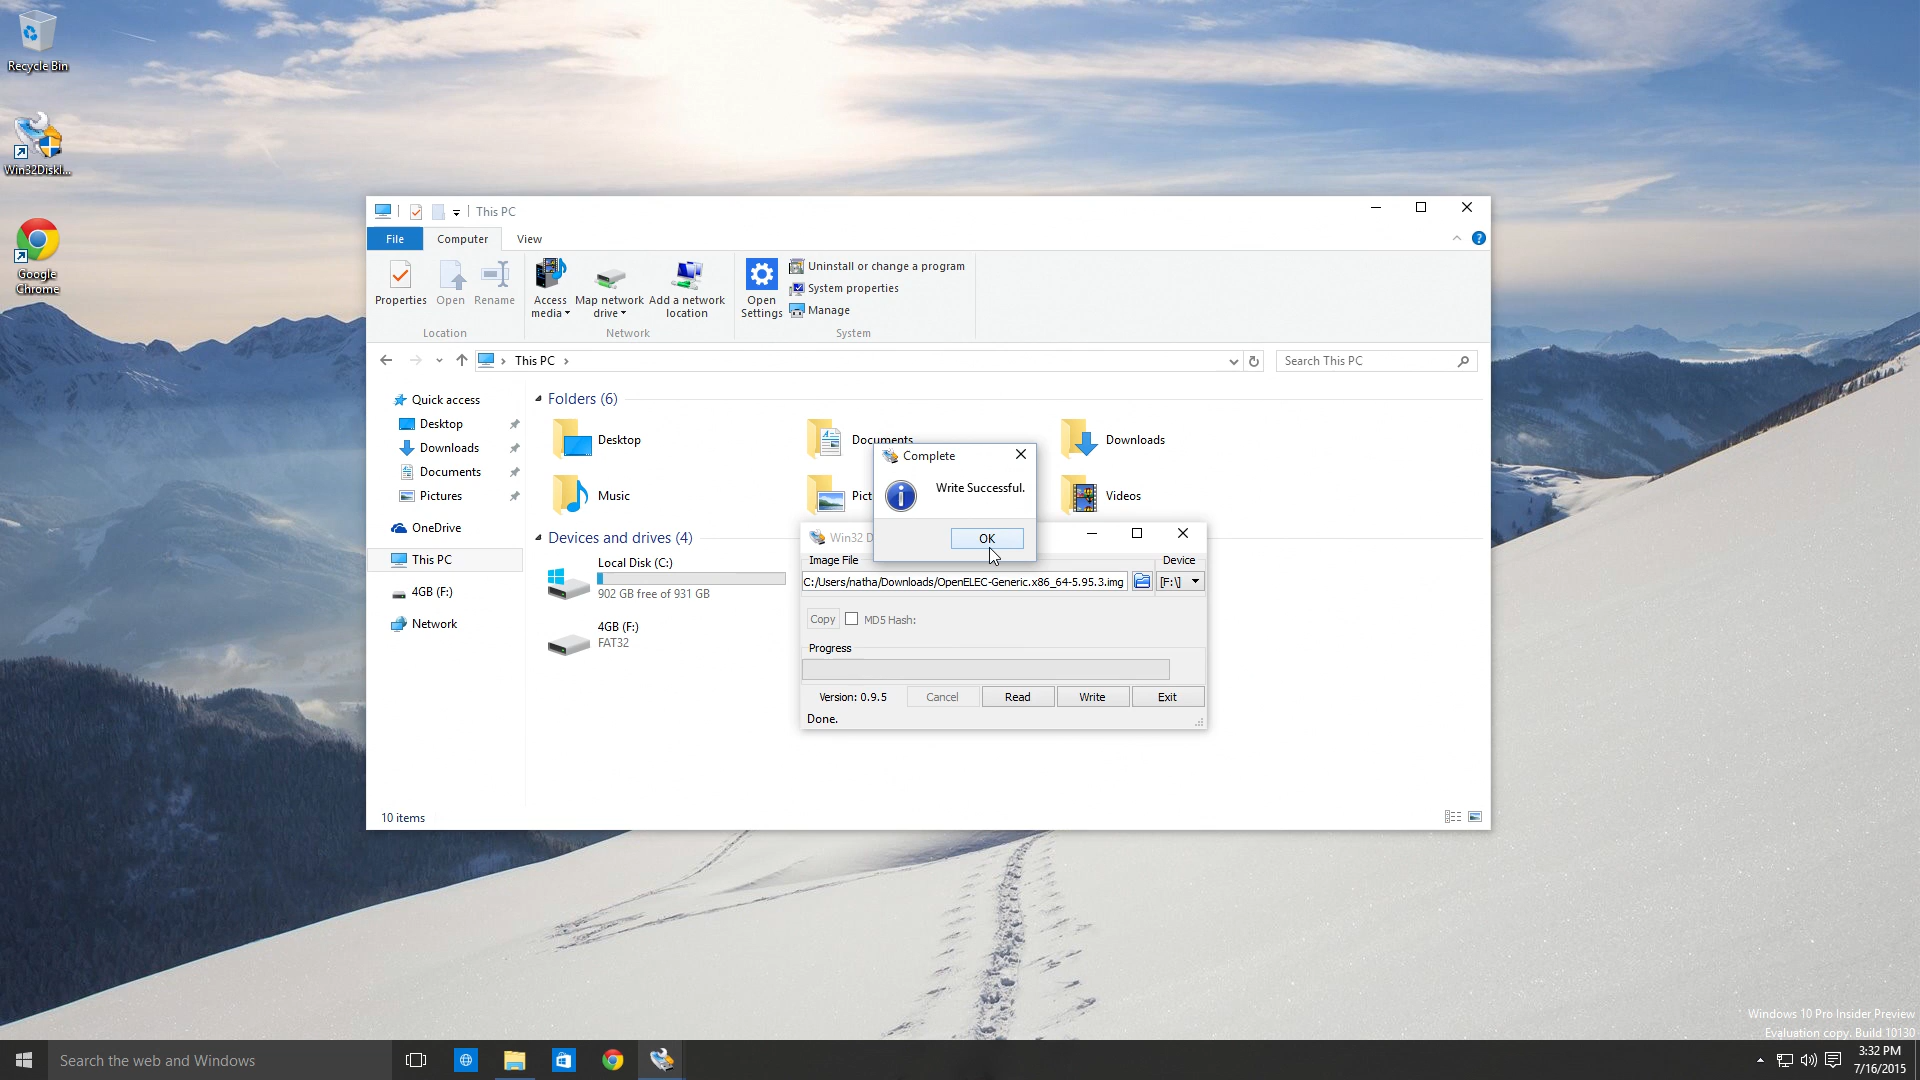 Recycle Bin
Win32DiskI...
Google
Chrome
This PC
File
Computer
View
Properties
Open
Rename
Access
media
Map network
drive
Add a network
location
Open
Settings
Uninstall or change a program
System properties
Manage
Location
Network
System
This PC
Search This PC
Quick access
Desktop
Downloads
Documents
Pictures
OneDrive
This PC
4GB (F:)
Network
Folders (6)
Desktop
Documents
Downloads
Music
Pict
Videos
Devices and drives (4)
Local Disk (C:)
902 GB free of 931 GB
4GB (F:)
FAT32
Complete
Write Successful.
OK
Win32 D
Image File
Device
C:/Users/natha/Downloads/OpenELEC-Generic.x86_64-5.95.3.img
[F:\]
Copy
MD5 Hash:
Progress
Version: 0.9.5
Cancel
Read
Write
Exit
Done.
10 items
Windows 10 Pro Insider Preview
Evaluation copy. Build 10130
Search the web and Windows
3:32 PM
7/16/2015